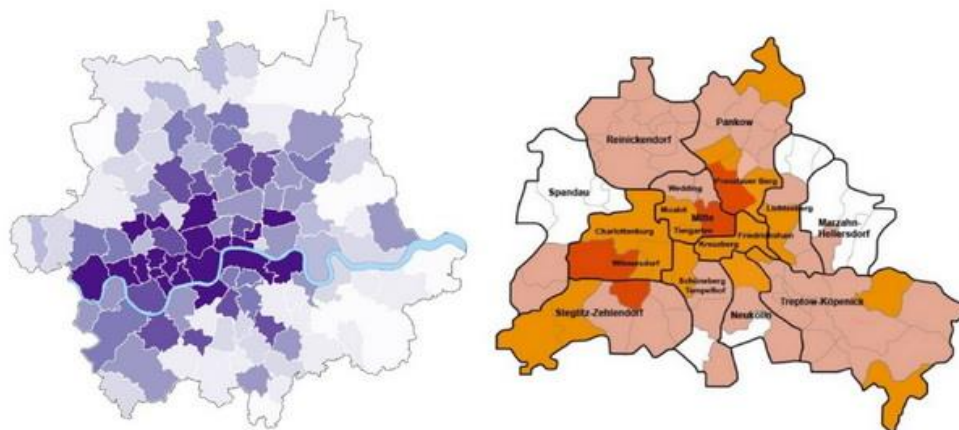 Pankow
Reinickendorf
Prenzlauer Berg
Wedding
Spandau
Moabit
Mitte
Lichtenberg
Tiergarten
Marzahn-
Hellersdorf
Charlottenburg
Friedrichshain
Kreuzberg
Wilmersdorf
Schöneberg
Tempelhof
Treptow-Köpenick
Steglitz-Zehlendorf
Neukölln